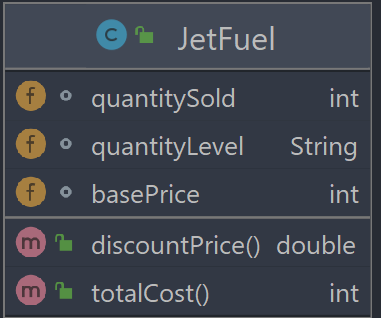 C JetFuel
f quantitySold int
f quantityLevel String
f basePrice int
m discountPrice() double
m totalCost() int